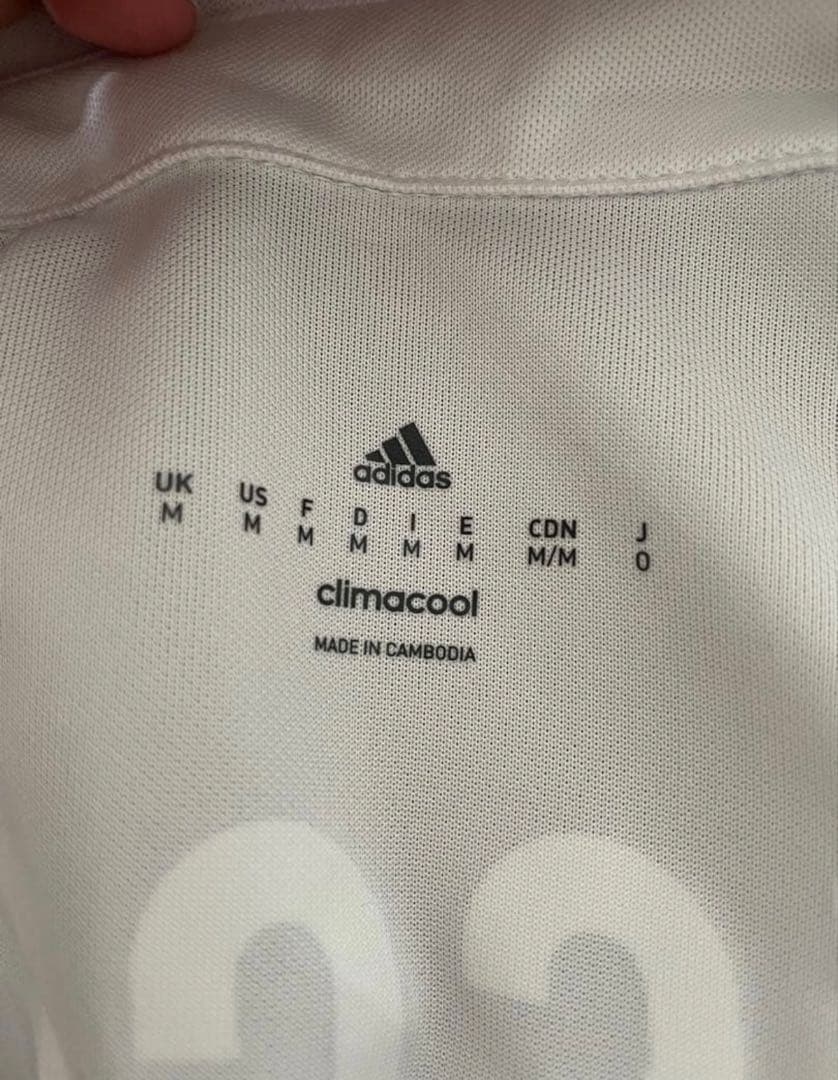 adidas
UK US F D I E CDN J
M M M M M M M/M O
climacool
MADE IN CAMBODIA